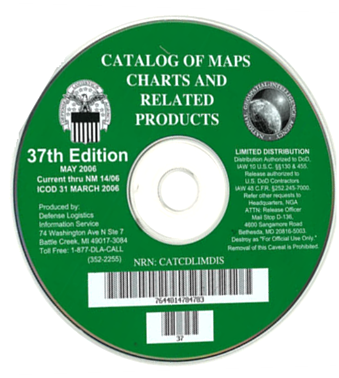 CATALOG OF MAPS
CHARTS AND
RELATED
PRODUCTS
37th Edition
MAY 2006
Current thru NM 14/06
ICOD 31 MARCH 2006
Produced by:
Defense Logistics
Information Service
74 Washington Ave N Ste 7
Battle Creek, MI 49017-3084
Toll Free: 1-877-DLA-CALL
(352-2255)
LIMITED DISTRIBUTION
Distribution Authorized to DoD,
IAW 10 U.S.C. §§130 & 455.
Release authorized to
U.S. DoD Contractors
IAW 48 C.F.R. §252.245-7000.
Refer other requests to
Headquarters, NGA
ATTN: Release Officer
Mail Stop D-136,
4600 Sangamore Road
Bethesda, MD 20816-5003.
Destroy as "For Official Use Only."
Removal of this Caveat is Prohibited.
NRN: CATCDLIMDIS
7644014784783
37